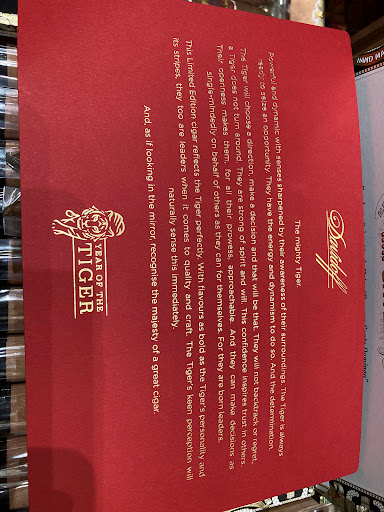 Davidoff
The mighty Tiger.
Powerful and dynamic with senses sharpened by their awareness of their surroundings. The Tiger is always
ready to seize an opportunity. They have the energy and dynamism to do so. And the determination.
The Tiger will choose a direction, make a decision and that will be that. They will not backtrack or regret,
a Tiger does not turn around. They are strong of spirit and will. This confidence inspires trust in others.
Their openness makes them, for all their prowess, approachable. And they can make decisions as
single-mindedly on behalf of others as they can for themselves. For they are born leaders.
This Limited Edition cigar reflects the Tiger perfectly. With flavours as bold as the Tiger's personality and
its stripes, they too are leaders when it comes to quality and craft. The Tiger's keen perception will
naturally sense this immediately.
And, as if looking in the mirror, recognise the majesty of a great cigar.
YEAR OF THE
TIGER